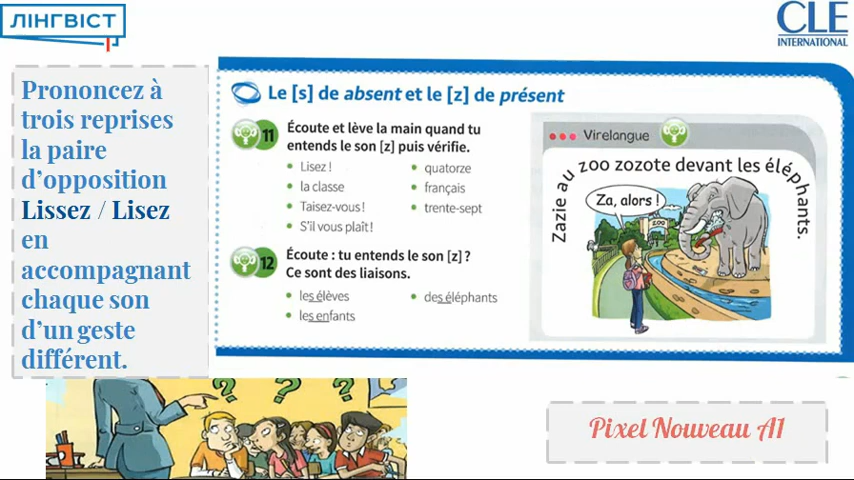 ЛІНГВІСТ
CLE
INTERNATIONAL
Prononcez à
trois reprises
la paire
d'opposition
Lissez / Lisez
en
accompagnant
chaque son
d'un geste
différent.
Le [s] de absent et le [z] de présent
11 Écoute et lève la main quand tu
entends le son [z] puis vérifie.
• Lisez !
• la classe
• Taisez-vous !
• S'il vous plaît !
• quatorze
• français
• trente-sept
12 Écoute : tu entends le son [z] ?
Ce sont des liaisons.
• les élèves
• les enfants
• des éléphants
Virelangue
Zazie au zoo zozote devant les éléphants.
Za, alors !
ZOO
? ? ?
Pixel Nouveau A1